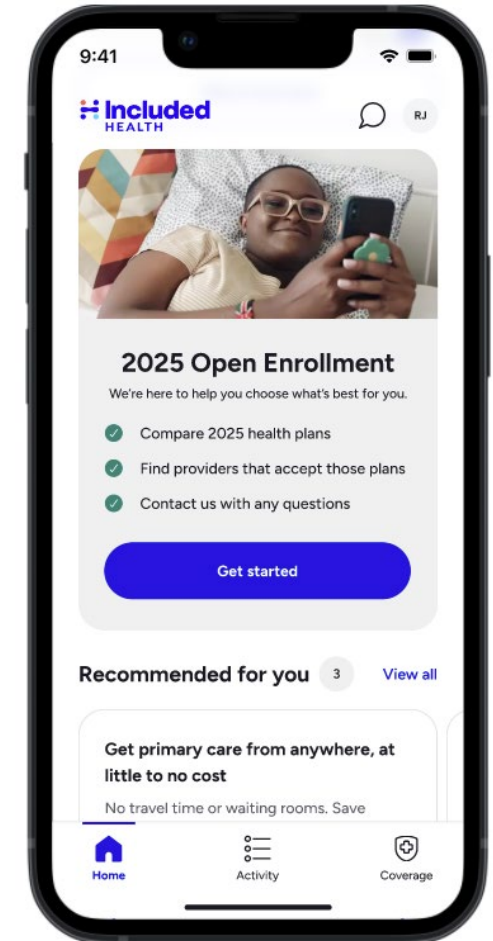 9:41
Included
HEALTH
RJ
2025 Open Enrollment
We're here to help you choose what's best for you.
Compare 2025 health plans
Find providers that accept those plans
Contact us with any questions
Get started
Recommended for you 3 View all
Get primary care from anywhere, at
little to no cost
No travel time or waiting rooms. Save
Home Activity Coverage